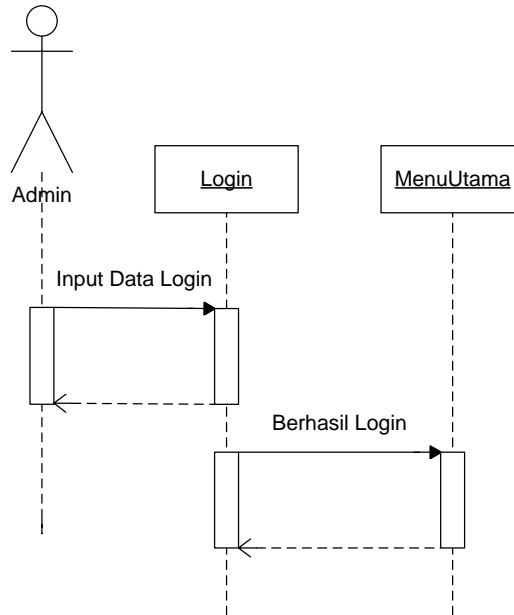 Admin
Login
MenuUtama
Input Data Login
Berhasil Login